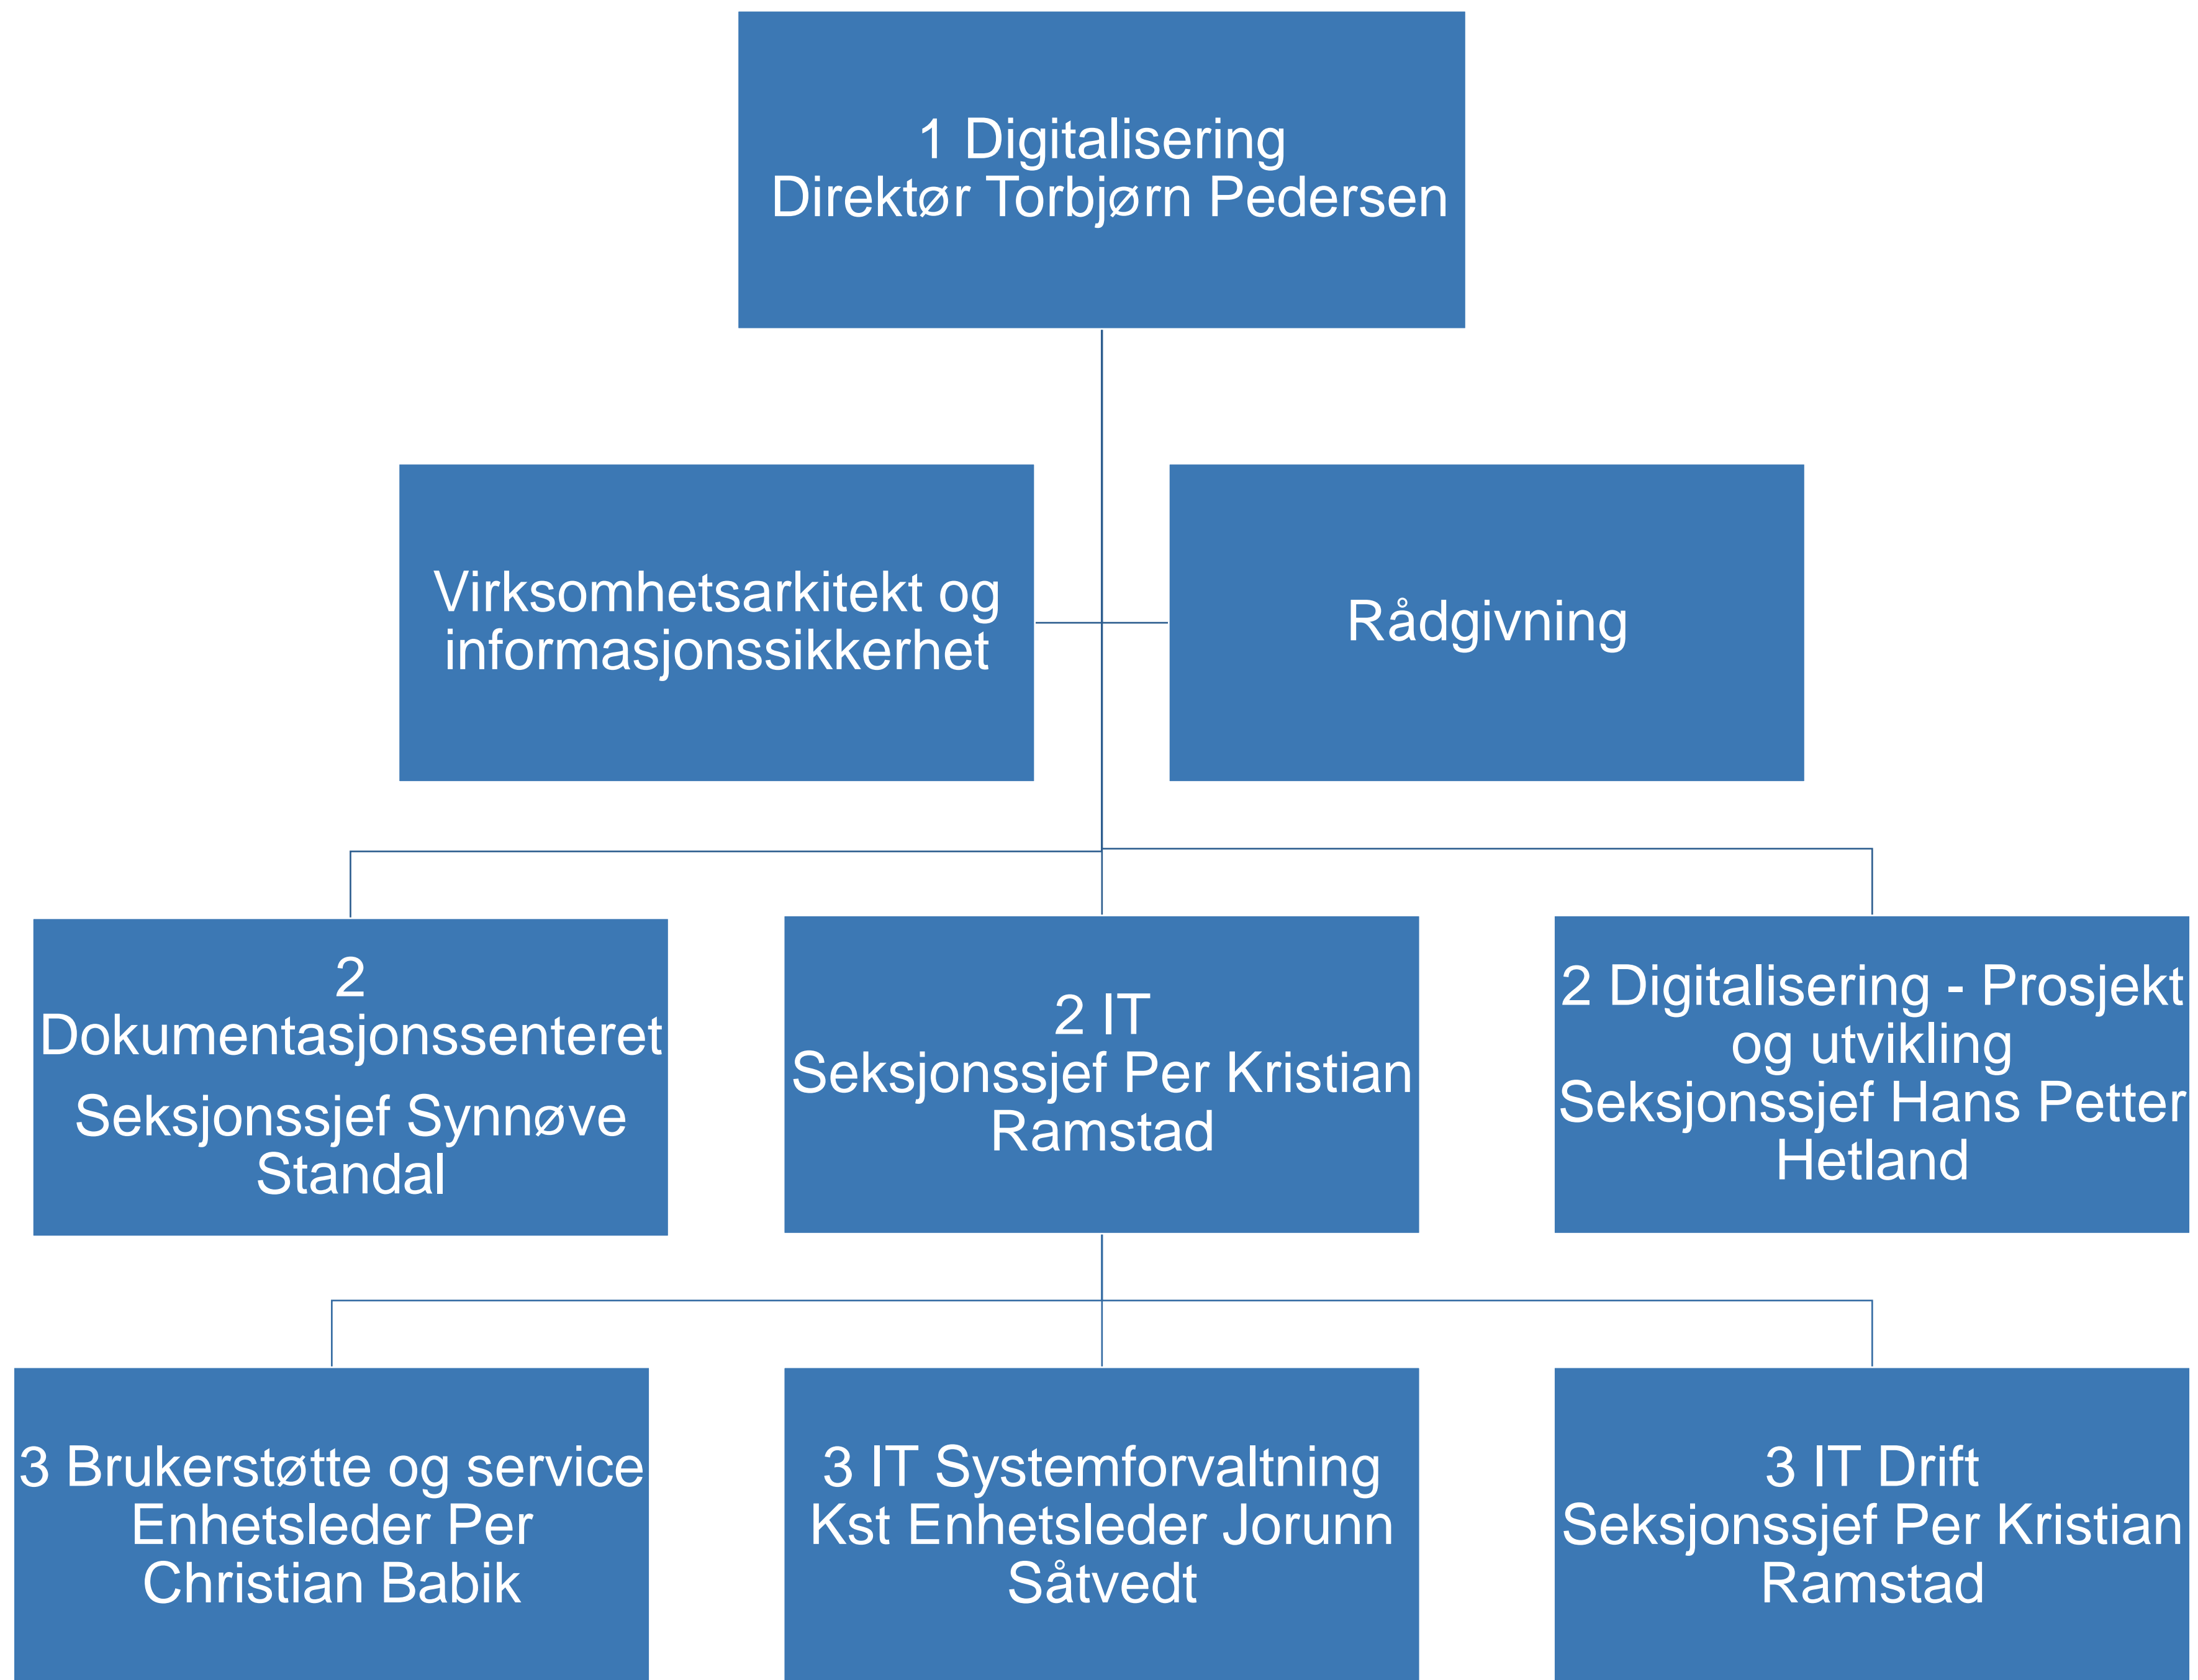 1 Digitalisering
Direktør Torbjørn Pedersen
Virksomhetsarkitekt og
informasjonssikkerhet
Rådgivning
2
Dokumentasjonssenteret
Seksjonssjef Synnøve
Standal
2 IT
Seksjonssjef Per Kristian
Ramstad
2 Digitalisering - Prosjekt
og utvikling
Seksjonssjef Hans Petter
Hetland
3 Brukerstøtte og service
Enhetsleder Per
Christian Babik
3 IT Systemforvaltning
Kst Enhetsleder Jorunn
Såtvedt
3 IT Drift
Seksjonssjef Per Kristian
Ramstad